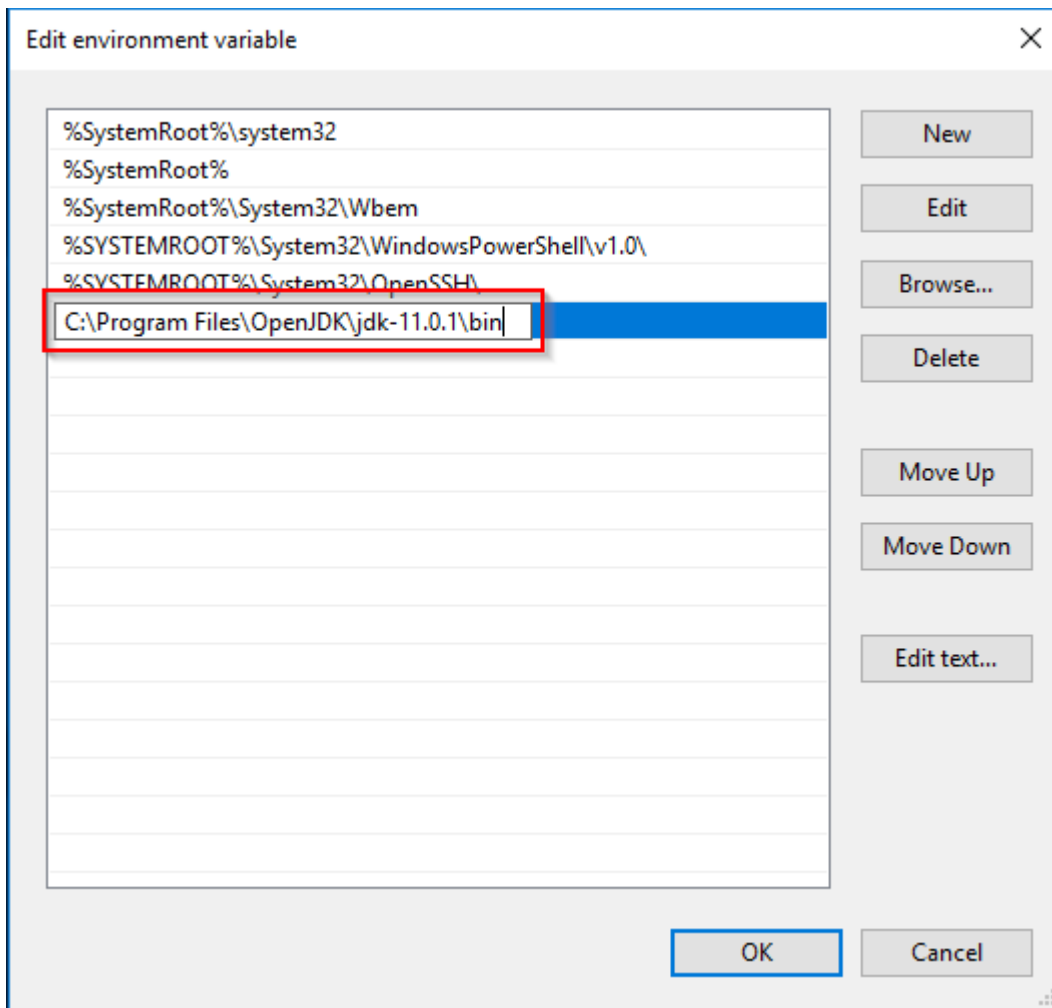 Edit environment variable
%SystemRoot%\system32
%SystemRoot%
%SystemRoot%\System32\Wbem
%SYSTEMROOT%\System32\WindowsPowerShell\v1.0\
%SYSTEMROOT%\System32\OpenSSH\
C:\Program Files\OpenJDK\jdk-11.0.1\bin
New
Edit
Browse...
Delete
Move Up
Move Down
Edit text...
OK
Cancel